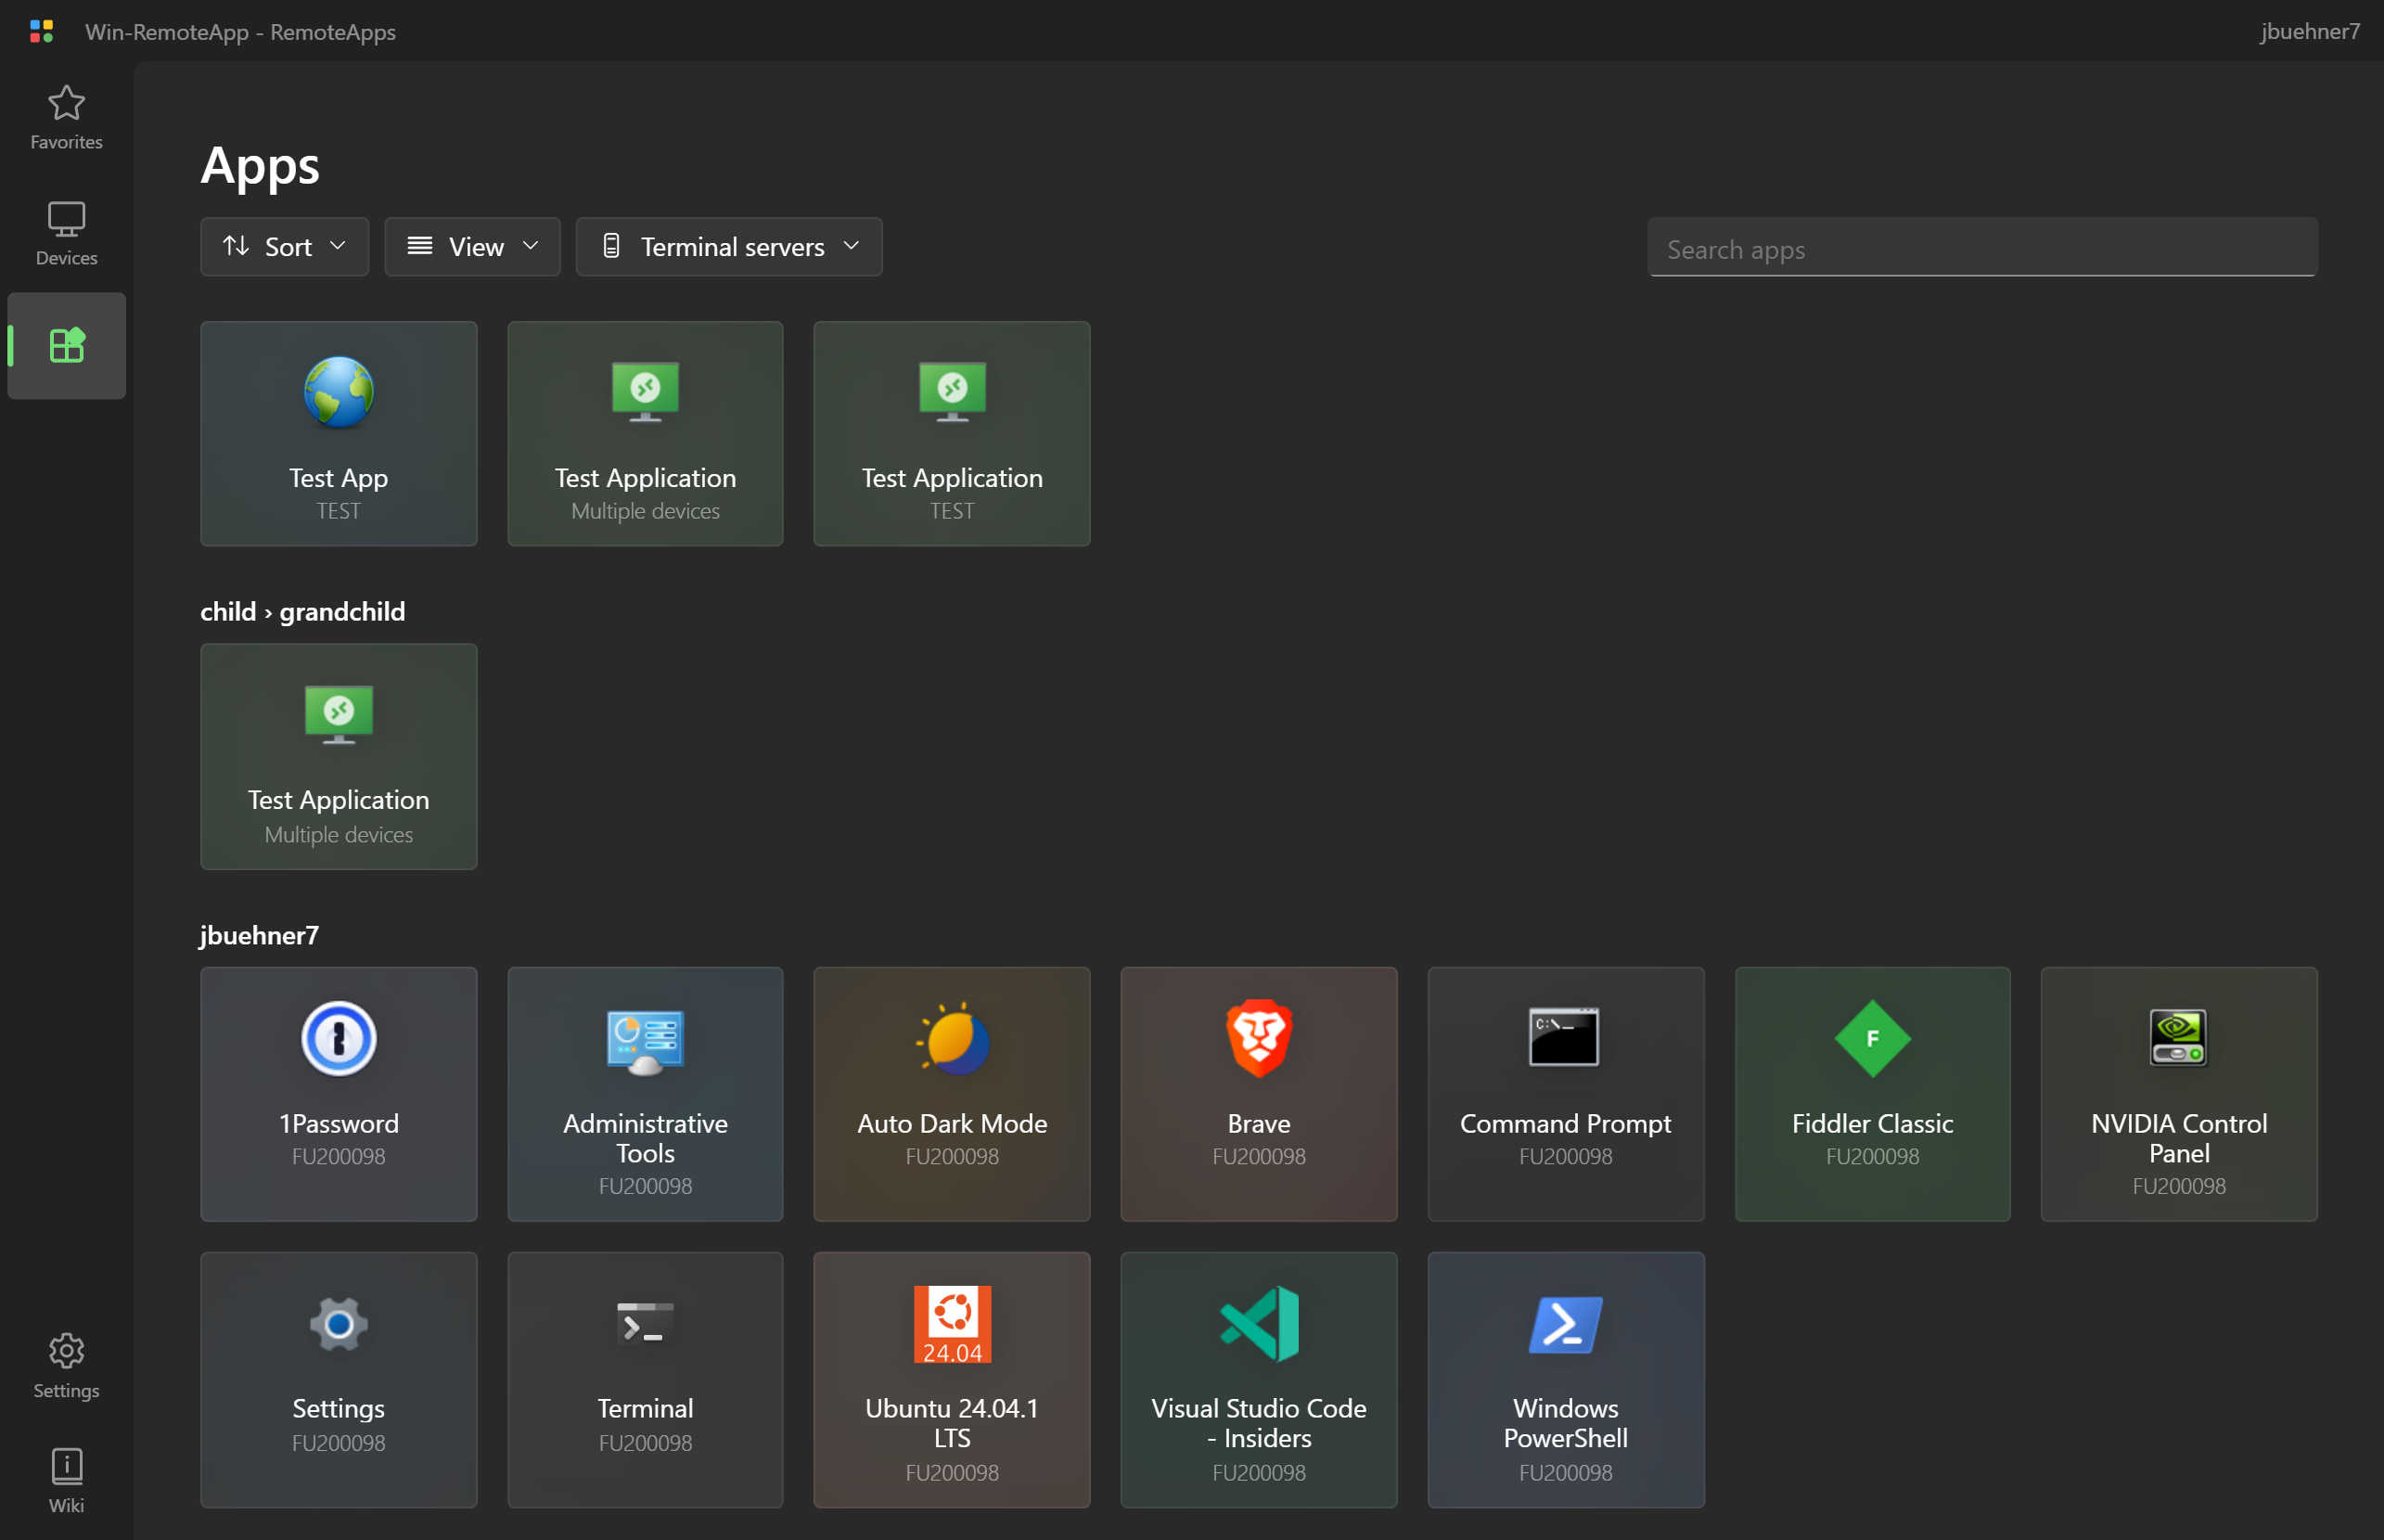 Win-RemoteApp - RemoteApps
jbuehner7
Favorites
Devices
Settings
Wiki
Apps
Sort
View
Terminal servers
Search apps
Test App
TEST
Test Application
Multiple devices
Test Application
TEST
child › grandchild
Test Application
Multiple devices
jbuehner7
1Password
FU200098
Administrative
Tools
FU200098
Auto Dark Mode
FU200098
Brave
FU200098
C:\_
Command Prompt
FU200098
F
Fiddler Classic
FU200098
NVIDIA Control
Panel
FU200098
Settings
FU200098
Terminal
FU200098
24.04
Ubuntu 24.04.1
LTS
FU200098
Visual Studio Code
- Insiders
FU200098
Windows
PowerShell
FU200098